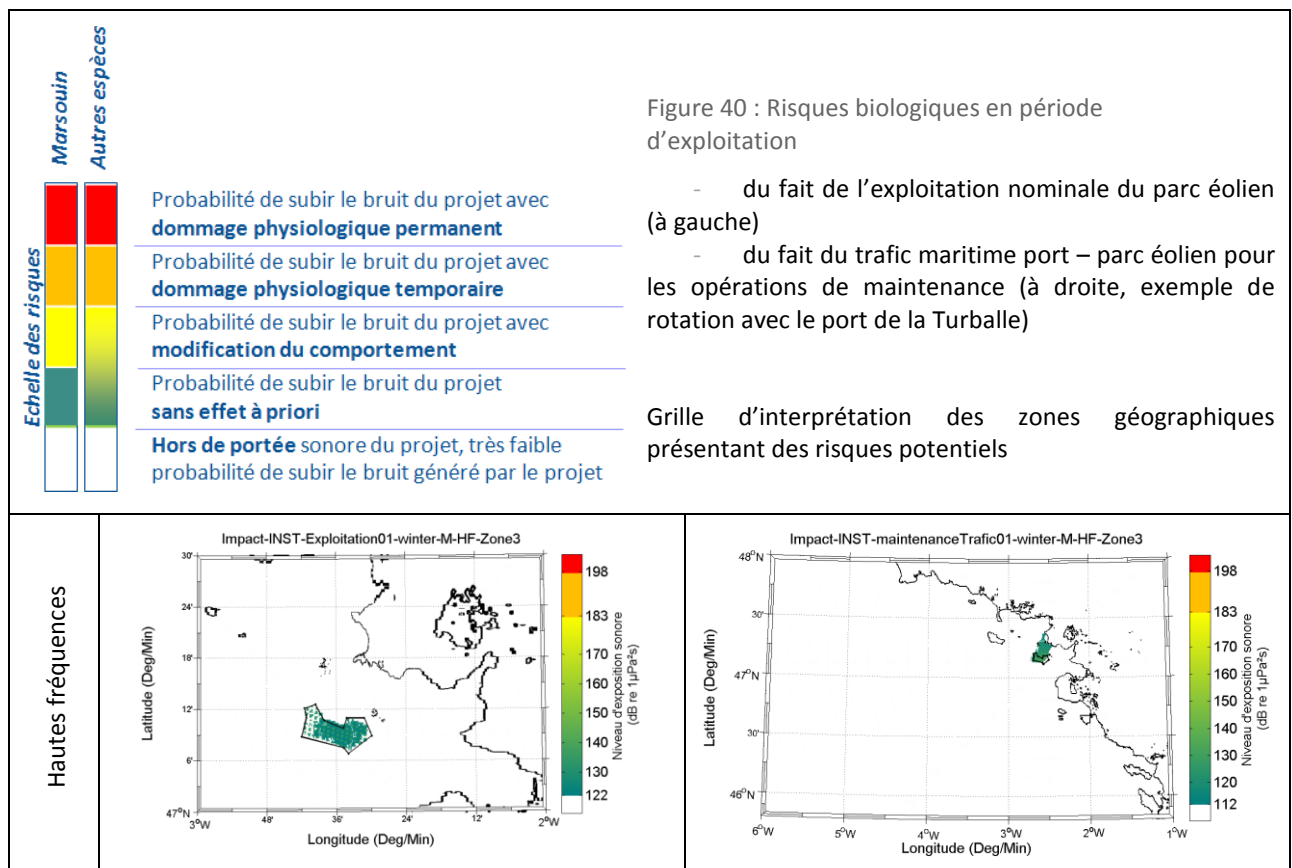 Marsouin
Autres espèces
Echelle des risques
Probabilité de subir le bruit du projet avec
dommage physiologique permanent
Probabilité de subir le bruit du projet avec
dommage physiologique temporaire
Probabilité de subir le bruit du projet avec
modification du comportement
Probabilité de subir le bruit du projet
sans effet à priori
Hors de portée sonore du projet, très faible
probabilité de subir le bruit généré par le projet
Figure 40 : Risques biologiques en période
d’exploitation
- du fait de l’exploitation nominale du parc éolien
(à gauche)
- du fait du trafic maritime port – parc éolien pour
les opérations de maintenance (à droite, exemple de
rotation avec le port de la Turballe)
Grille d’interprétation des zones géographiques
présentant des risques potentiels
Hautes fréquences
Impact-INST-Exploitation01-winter-M-HF-Zone3
30'
24'
18'
12'
6'
47°N
3°W
48'
36'
24'
12'
2°W
Latitude (Deg/Min)
Longitude (Deg/Min)
198
183
170
160
150
140
130
122
Niveau d'exposition sonore
(dB re 1µPa²s)
Impact-INST-maintenanceTrafic01-winter-M-HF-Zone3
48°N
30'
47°N
30'
46°N
6°W
5°W
4°W
3°W
2°W
1°W
Latitude (Deg/Min)
Longitude (Deg/Min)
198
183
170
160
150
140
130
120
112
Niveau d'exposition sonore
(dB re 1µPa²s)